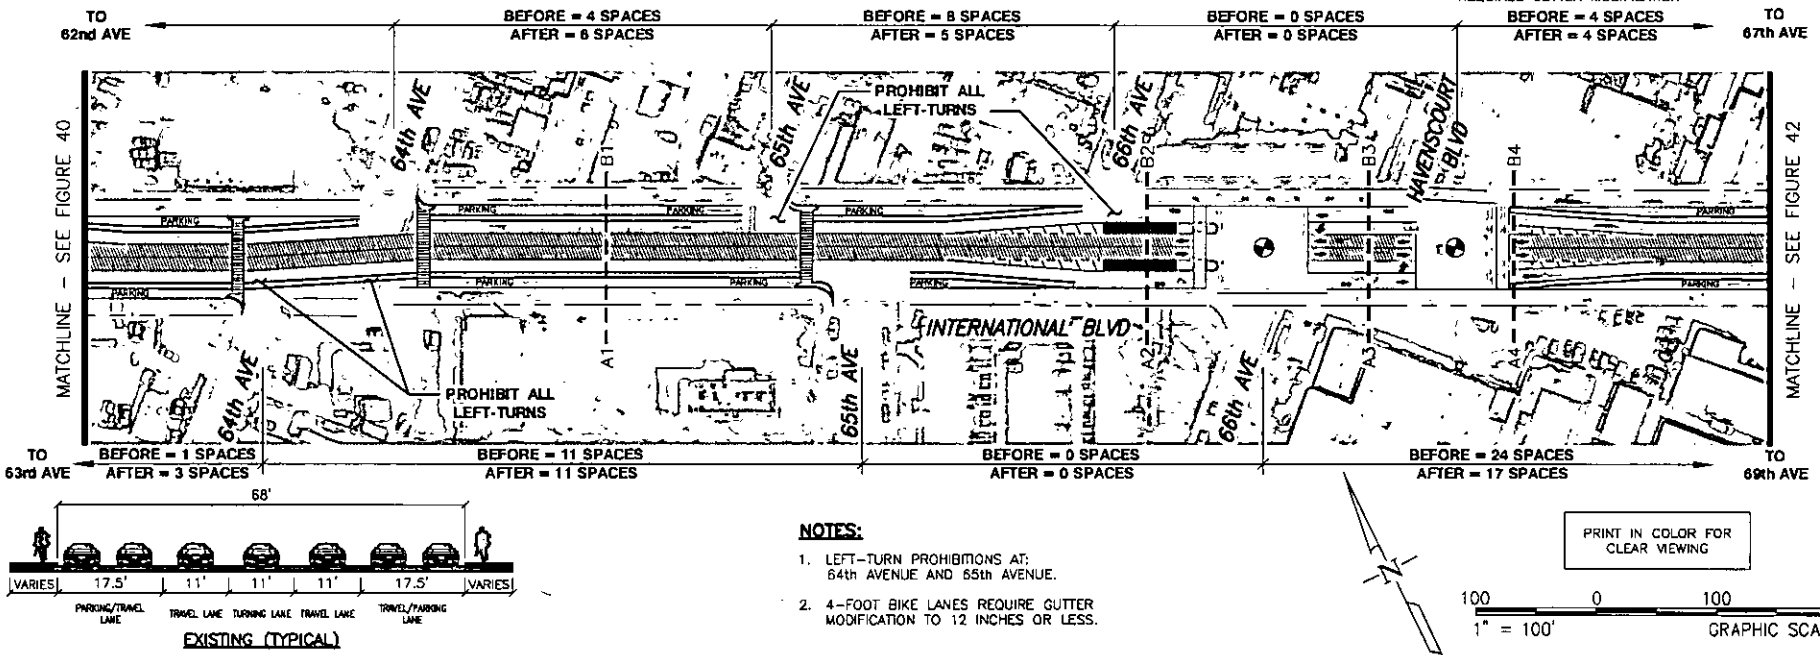 TO
62nd AVE
BEFORE = 4 SPACES
AFTER = 6 SPACES
BEFORE = 8 SPACES
AFTER = 5 SPACES
BEFORE = 0 SPACES
AFTER = 0 SPACES
BEFORE = 4 SPACES
AFTER = 4 SPACES
TO
67th AVE
MATCHLINE - SEE FIGURE 40
64th AVE
B1
65th AVE
PROHIBIT ALL
LEFT-TURNS
66th AVE
B2
B3
HAVENSCOURT
BLVD
B4
MATCHLINE - SEE FIGURE 42
PARKING
PARKING
PARKING
PARKING
PARKING
PARKING
PARKING
PARKING
PARKING
64th AVE
PROHIBIT ALL
LEFT-TURNS
A1
65th AVE
INTERNATIONAL BLVD
A2
66th AVE
A3
A4
TO
63rd AVE
BEFORE = 1 SPACES
AFTER = 3 SPACES
BEFORE = 11 SPACES
AFTER = 11 SPACES
BEFORE = 0 SPACES
AFTER = 0 SPACES
BEFORE = 24 SPACES
AFTER = 17 SPACES
TO
69th AVE
68'
VARIES 17.5' 11' 11' 11' 17.5' VARIES
PARKING/TRAVEL
LANE
TRAVEL LANE
TURNING LANE
TRAVEL LANE
TRAVEL/PARKING
LANE
EXISTING (TYPICAL)
NOTES:
1. LEFT-TURN PROHIBITIONS AT:
64th AVENUE AND 65th AVENUE.
2. 4-FOOT BIKE LANES REQUIRE GUTTER
MODIFICATION TO 12 INCHES OR LESS.
N
PRINT IN COLOR FOR
CLEAR VIEWING
100 0 100
1" = 100' GRAPHIC SCA